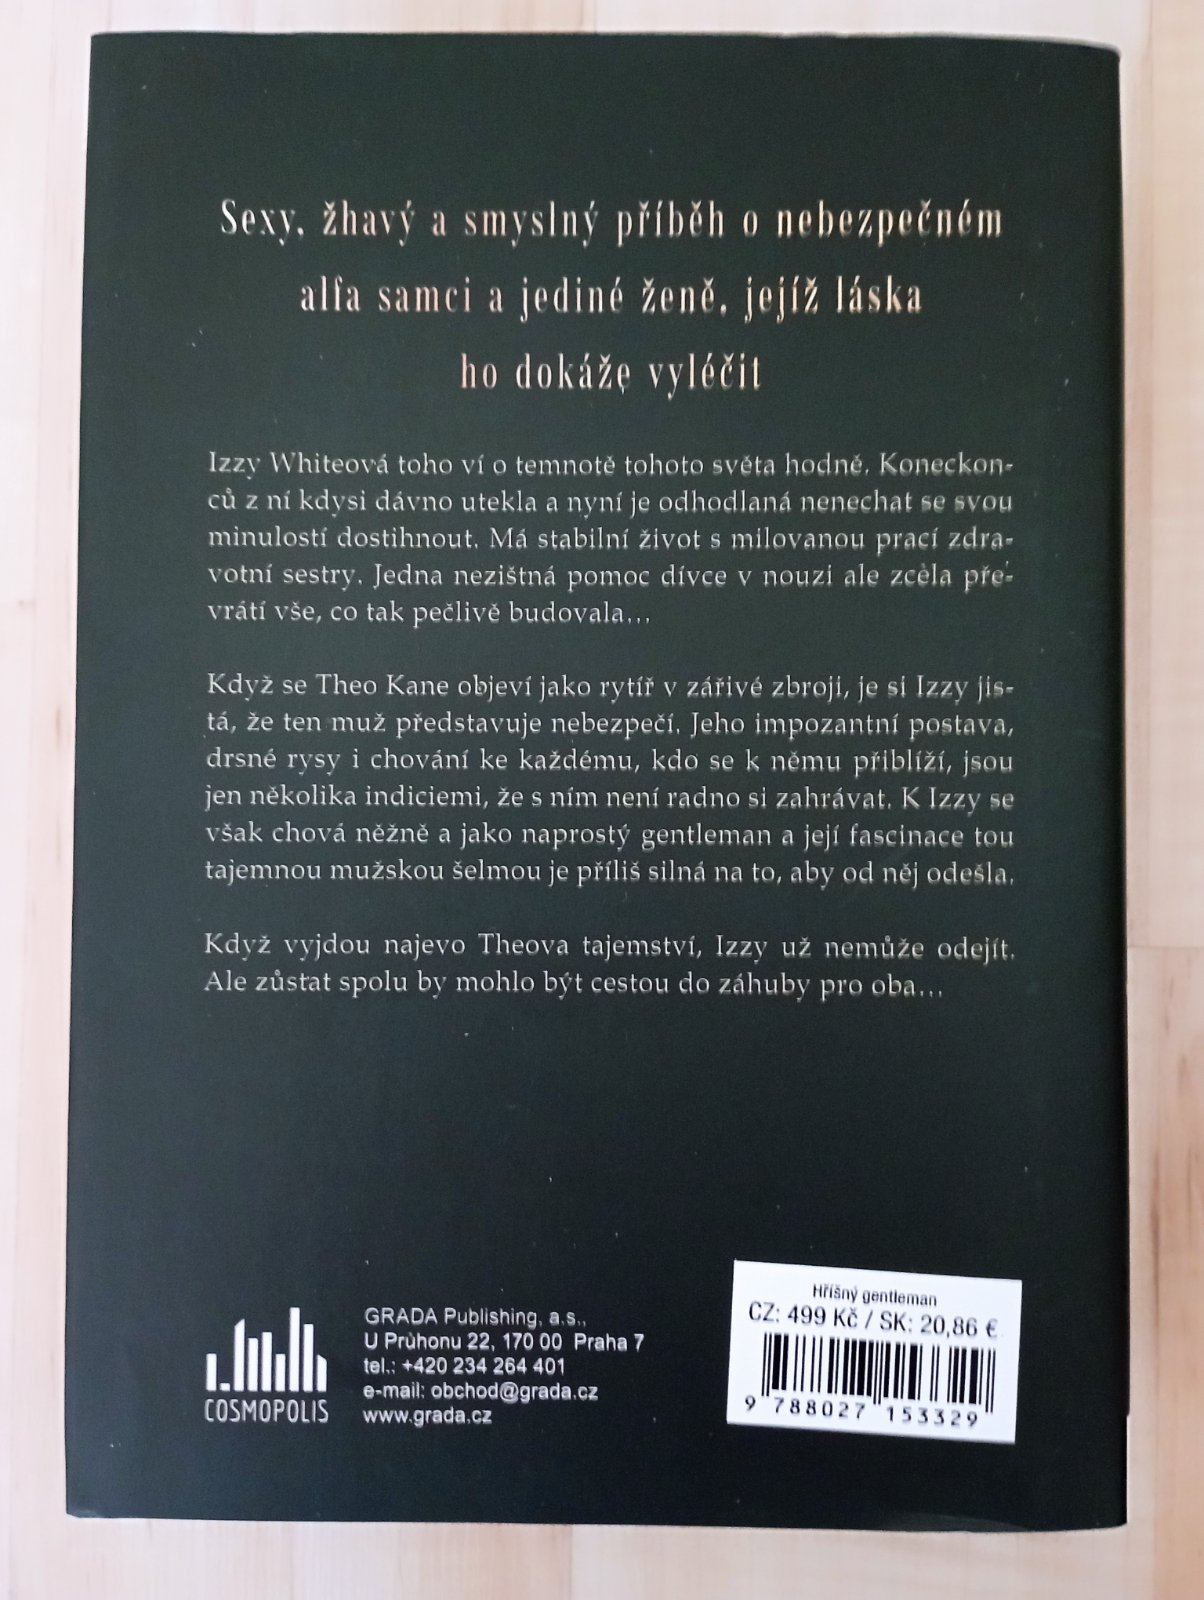 Sexy, žhavý a smyslný příběh o nebezpečném
alfa samci a jediné ženě, jejíž láska
ho dokáže vyléčit
Izzy Whiteová toho ví o temnotě tohoto světa hodně. Koneckon-
ců z ní kdysi dávno utekla a nyní je odhodlaná nenechat se svou
minulostí dostihnout. Má stabilní život s milovanou prací zdra-
votní sestry. Jedna nezištná pomoc dívce v nouzi ale zcela pře-
vrátí vše, co tak pečlivě budovala...
Když se Theo Kane objeví jako rytíř v zářivé zbroji, je si Izzy jis-
tá, že ten muž představuje nebezpečí. Jeho impozantní postava,
drsné rysy i chování ke každému, kdo se k němu přiblíží, jsou
jen několika indiciemi, že s ním není radno si zahrávat. K Izzy se
však chová něžně a jako naprostý gentleman a její fascinace tou
tajemnou mužskou šelmou je příliš silná na to, aby od něj odešla.
Když vyjdou najevo Theova tajemství, Izzy už nemůže odejít.
Ale zůstat spolu by mohlo být cestou do záhuby pro oba...
COSMOPOLIS
GRADA Publishing, a.s.,
U Průhonu 22, 170 00 Praha 7
tel.: +420 234 264 401
e-mail: obchod@grada.cz
www.grada.cz
Hříšný gentleman
CZ: 499 Kč / SK: 20,86 €
9 788027 153329